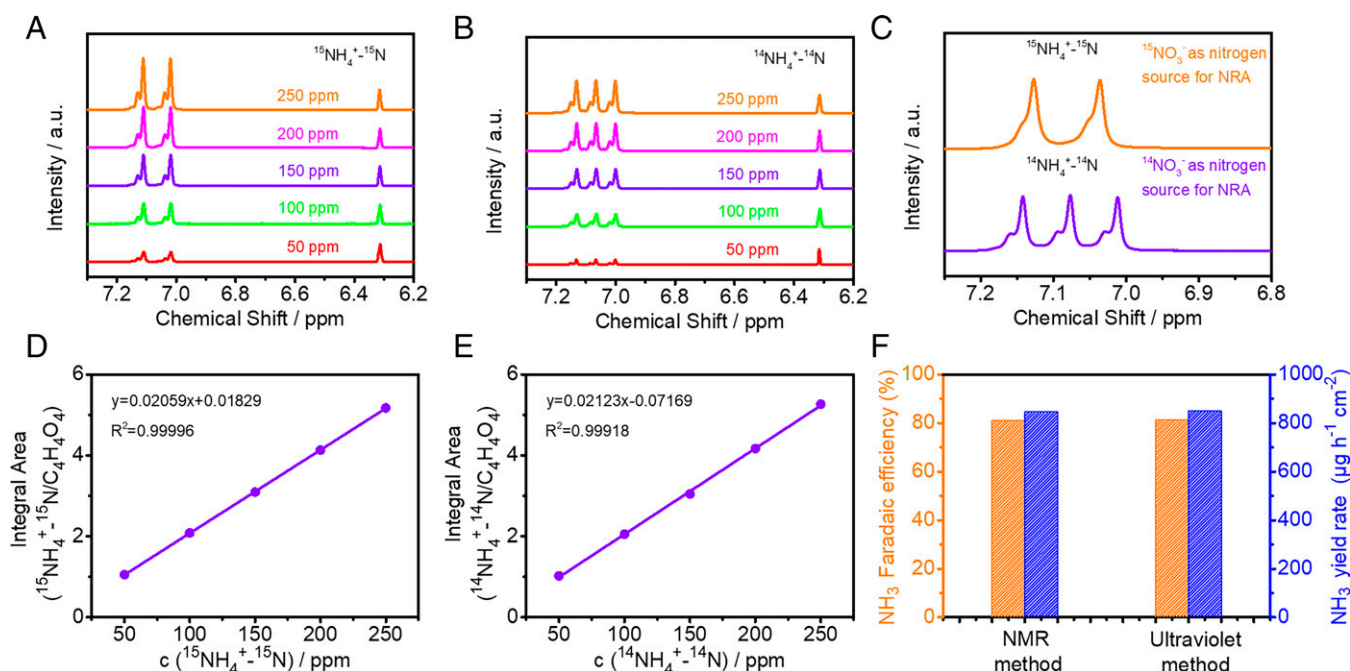 A
¹⁵NH₄⁺-¹⁵N
250 ppm
200 ppm
150 ppm
100 ppm
50 ppm
Intensity / a.u.
7.2 7.0 6.8 6.6 6.4 6.2
Chemical Shift / ppm
B
¹⁴NH₄⁺-¹⁴N
250 ppm
200 ppm
150 ppm
100 ppm
50 ppm
Intensity / a.u.
7.2 7.0 6.8 6.6 6.4 6.2
Chemical Shift / ppm
C
¹⁵NH₄⁺-¹⁵N
¹⁵NO₃⁻ as nitrogen
source for NRA
¹⁴NH₄⁺-¹⁴N
¹⁴NO₃⁻ as nitrogen
source for NRA
Intensity / a.u.
7.2 7.1 7.0 6.9 6.8
Chemical Shift / ppm
D
y=0.02059x+0.01829
R²=0.99996
Integral Area
(¹⁵NH₄⁺-¹⁵N/C₄H₄O₄)
6
4
2
0
50 100 150 200 250
c (¹⁵NH₄⁺-¹⁵N) / ppm
E
y=0.02123x-0.07169
R²=0.99918
Integral Area
(¹⁴NH₄⁺-¹⁴N/C₄H₄O₄)
6
4
2
0
50 100 150 200 250
c (¹⁴NH₄⁺-¹⁴N) / ppm
F
NH₃ Faradaic efficiency (%)
100
80
60
40
20
0
NH₃ yield rate (µg h⁻¹ cm⁻²)
1000
800
600
400
200
0
NMR
method
Ultraviolet
method